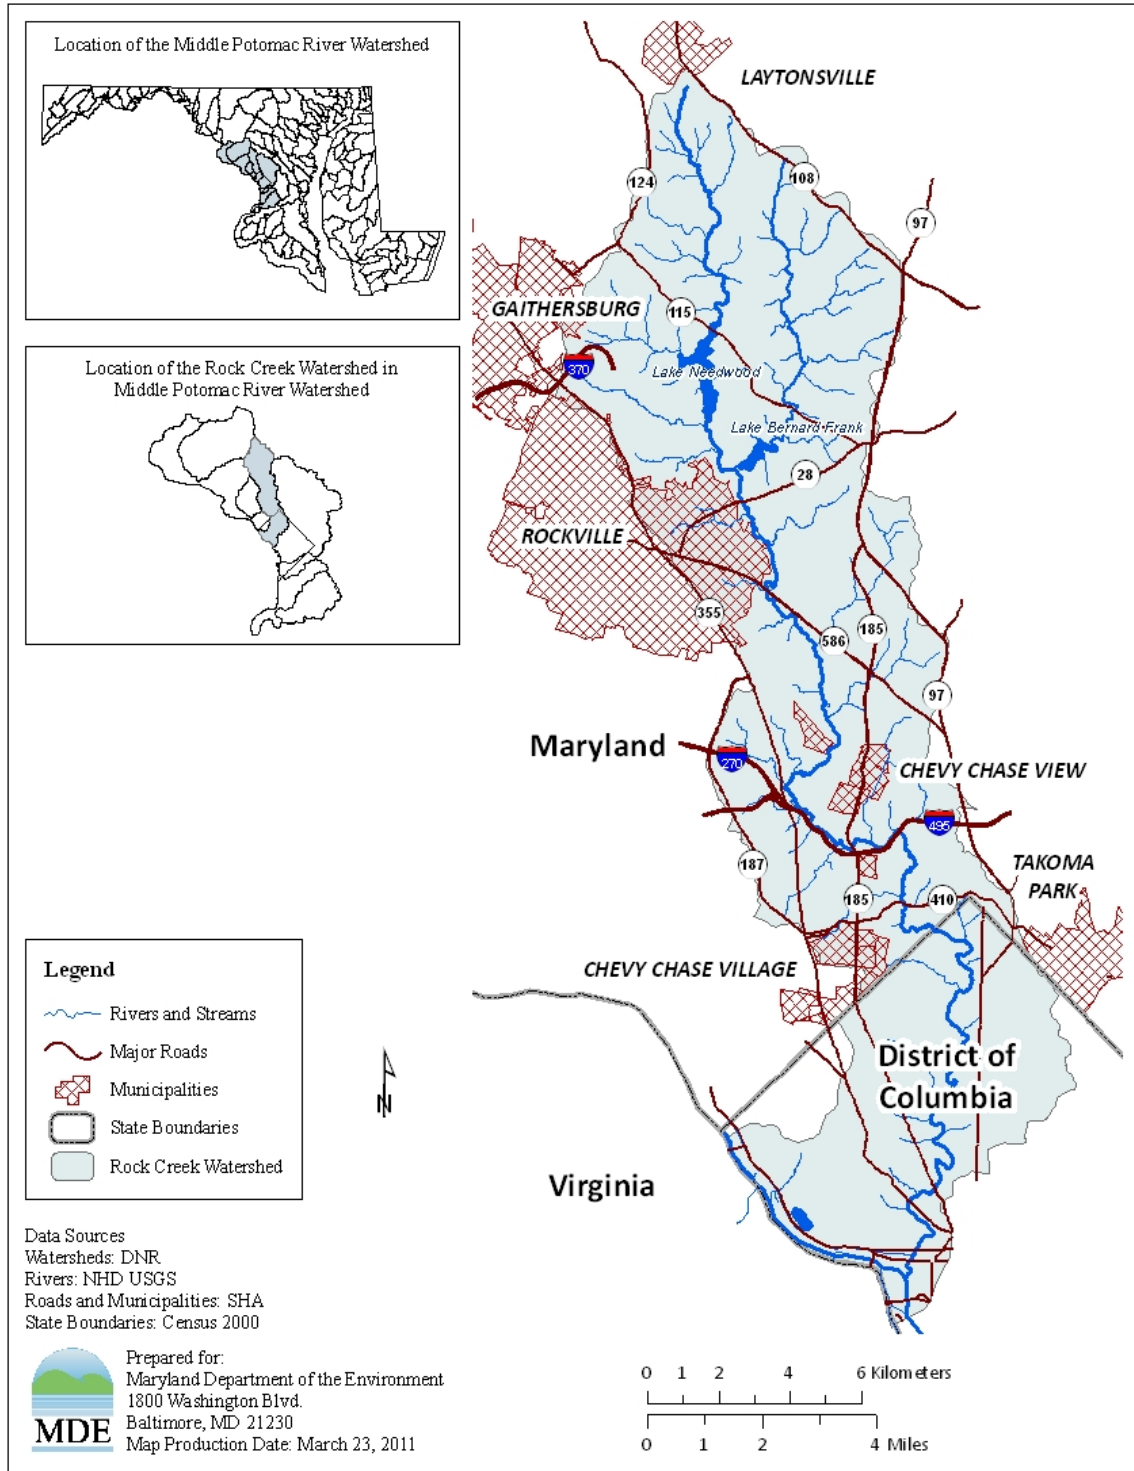 Location of the Middle Potomac River Watershed
Location of the Rock Creek Watershed in
Middle Potomac River Watershed
LAYTONSVILLE
124
108
97
GAITHERSBURG
115
370
Lake Needwood
Lake Bernard Frank
28
ROCKVILLE
355
586
185
97
Maryland
270
CHEVY CHASE VIEW
495
187
TAKOMA
PARK
185
410
CHEVY CHASE VILLAGE
District of
Columbia
Virginia
Legend
Rivers and Streams
Major Roads
Municipalities
State Boundaries
Rock Creek Watershed
N
Data Sources
Watersheds: DNR
Rivers: NHD USGS
Roads and Municipalities: SHA
State Boundaries: Census 2000
MDE
Prepared for:
Maryland Department of the Environment
1800 Washington Blvd.
Baltimore, MD 21230
Map Production Date: March 23, 2011
0 1 2 4 6 Kilometers
0 1 2 4 Miles